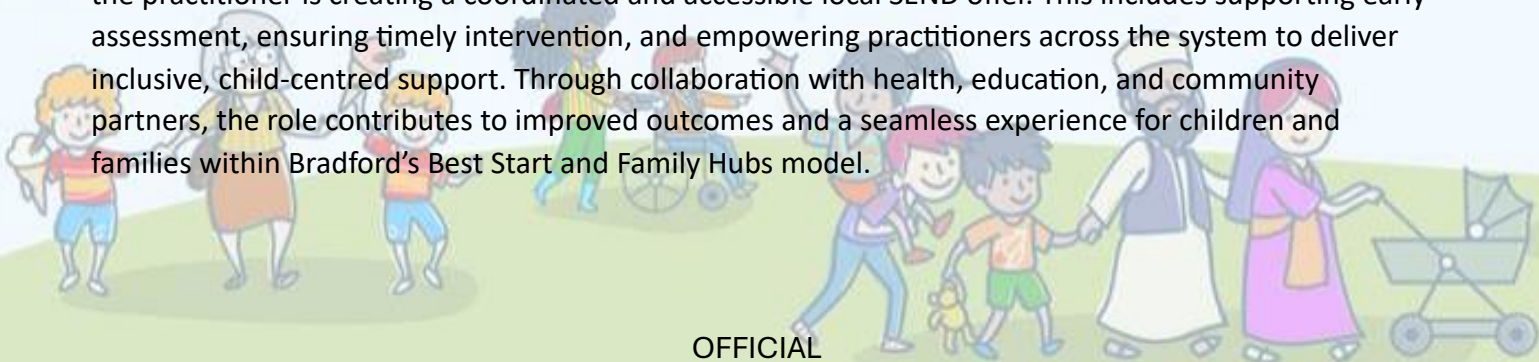 the practitioner is creating a coordinated and accessible local SEND offer. This includes supporting early
assessment, ensuring timely intervention, and empowering practitioners across the system to deliver
inclusive, child-centred support. Through collaboration with health, education, and community
partners, the role contributes to improved outcomes and a seamless experience for children and
families within Bradford’s Best Start and Family Hubs model.
OFFICIAL